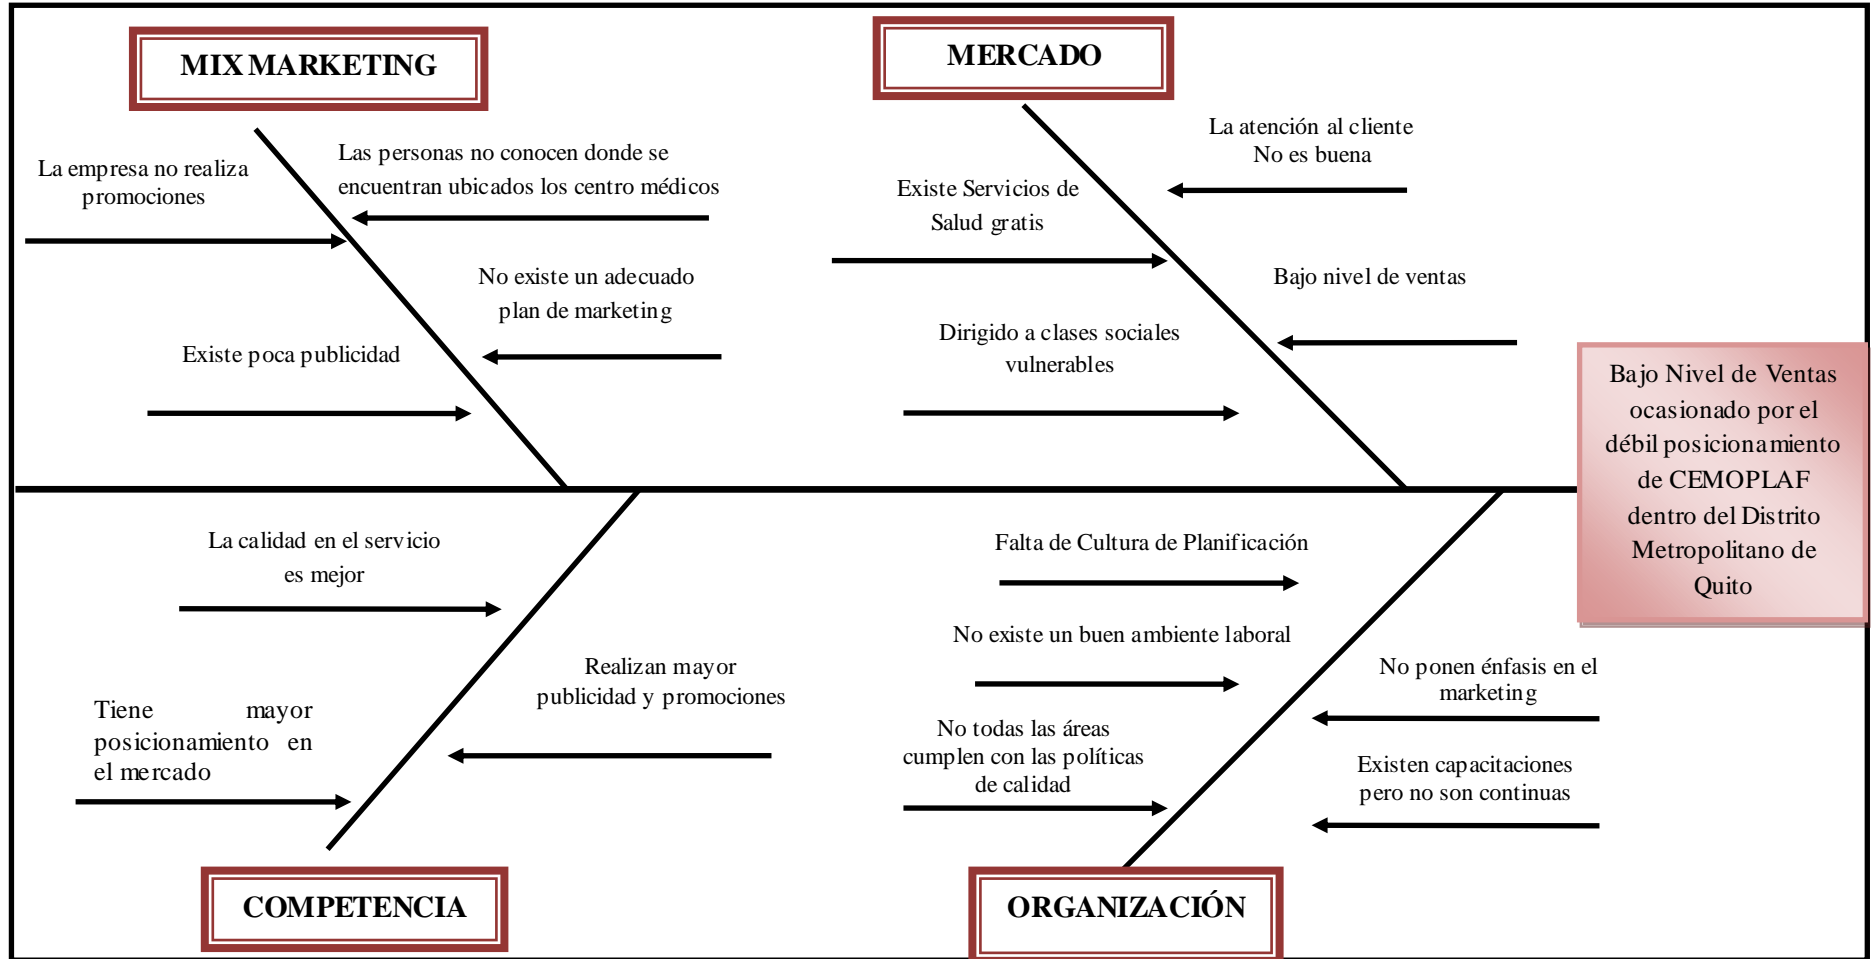 MIX MARKETING
La empresa no realiza
promociones
Las personas no conocen donde se
encuentran ubicados los centro médicos
No existe un adecuado
plan de marketing
Existe poca publicidad
MERCADO
La atención al cliente
No es buena
Existe Servicios de
Salud gratis
Bajo nivel de ventas
Dirigido a clases sociales
vulnerables
Bajo Nivel de Ventas
ocasionado por el
débil posicionamiento
de CEMOPLAF
dentro del Distrito
Metropolitano de
Quito
La calidad en el servicio
es mejor
Realizan mayor
publicidad y promociones
Tiene mayor
posicionamiento en
el mercado
COMPETENCIA
Falta de Cultura de Planificación
No existe un buen ambiente laboral
No ponen énfasis en el
marketing
No todas las áreas
cumplen con las políticas
de calidad
Existen capacitaciones
pero no son continuas
ORGANIZACIÓN